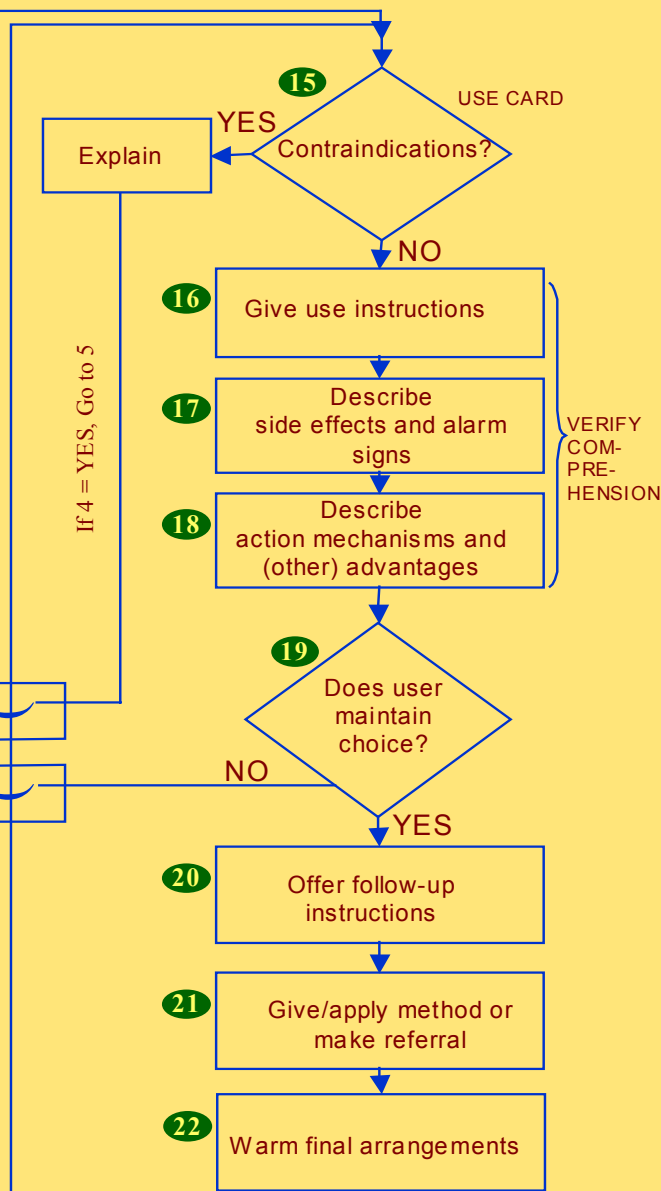 15
USE CARD
YES
Explain
Contraindications?
NO
16
Give use instructions
If 4 = YES, Go to 5
17
Describe
side effects and alarm
signs
VERIFY
COM-
PRE-
HENSION
18
Describe
action mechanisms and
(other) advantages
19
Does user
maintain
choice?
NO
YES
20
Offer follow-up
instructions
21
Give/apply method or
make referral
22
Warm final arrangements